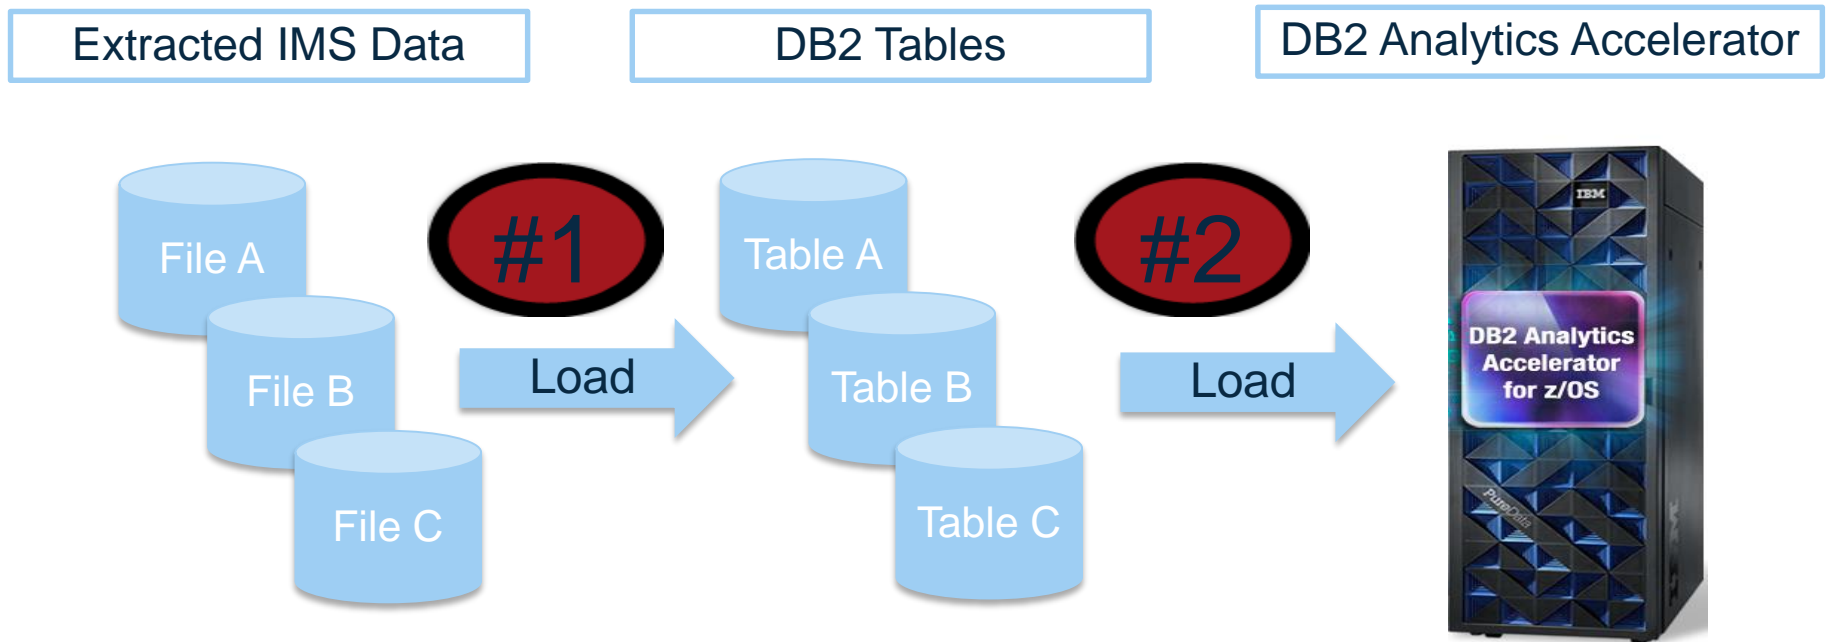 Extracted IMS Data
DB2 Tables
DB2 Analytics Accelerator
File A
File B
File C
#1
Load
Table A
Table B
Table C
#2
Load
IBM
DB2 Analytics
Accelerator
for z/OS
PureData
IBM